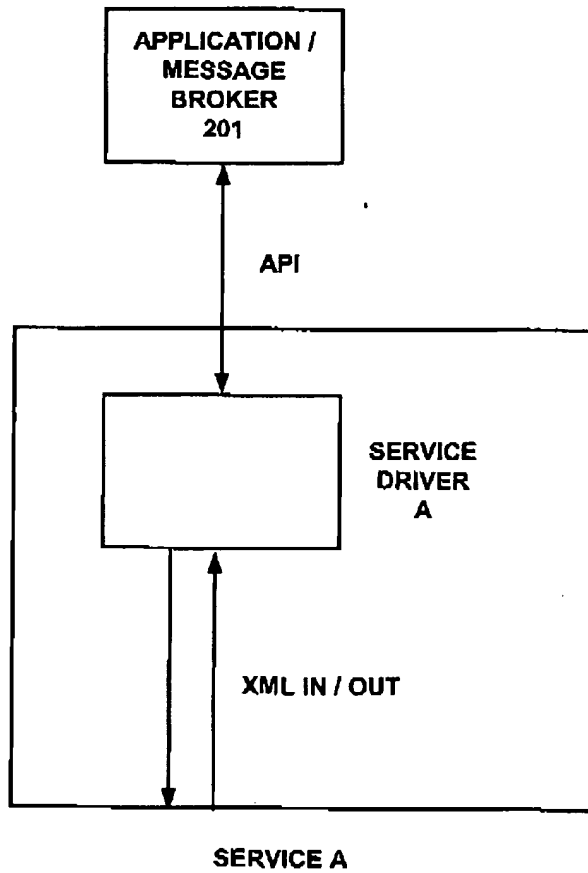 APPLICATION /
MESSAGE
BROKER
201
API
SERVICE
DRIVER
A
XML IN / OUT
SERVICE A